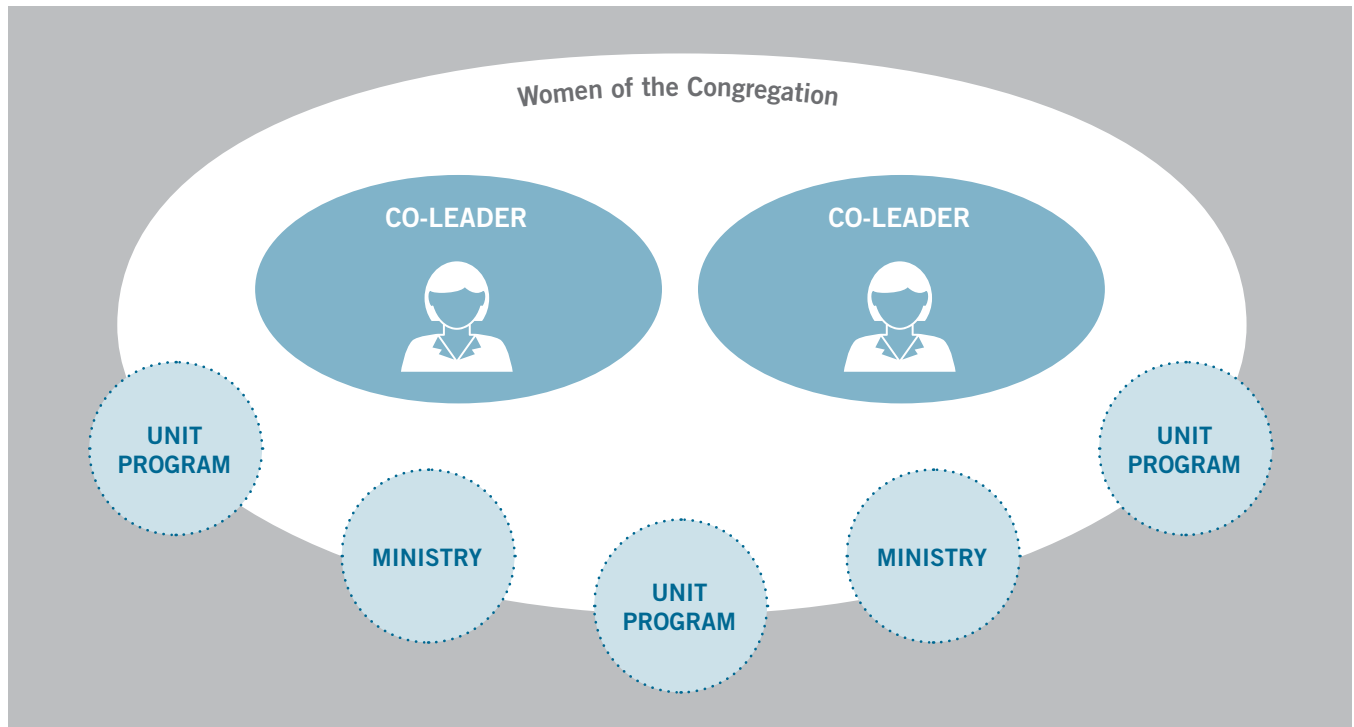 Women of the Congregation
CO-LEADER
CO-LEADER
UNIT
PROGRAM
MINISTRY
UNIT
PROGRAM
MINISTRY
UNIT
PROGRAM